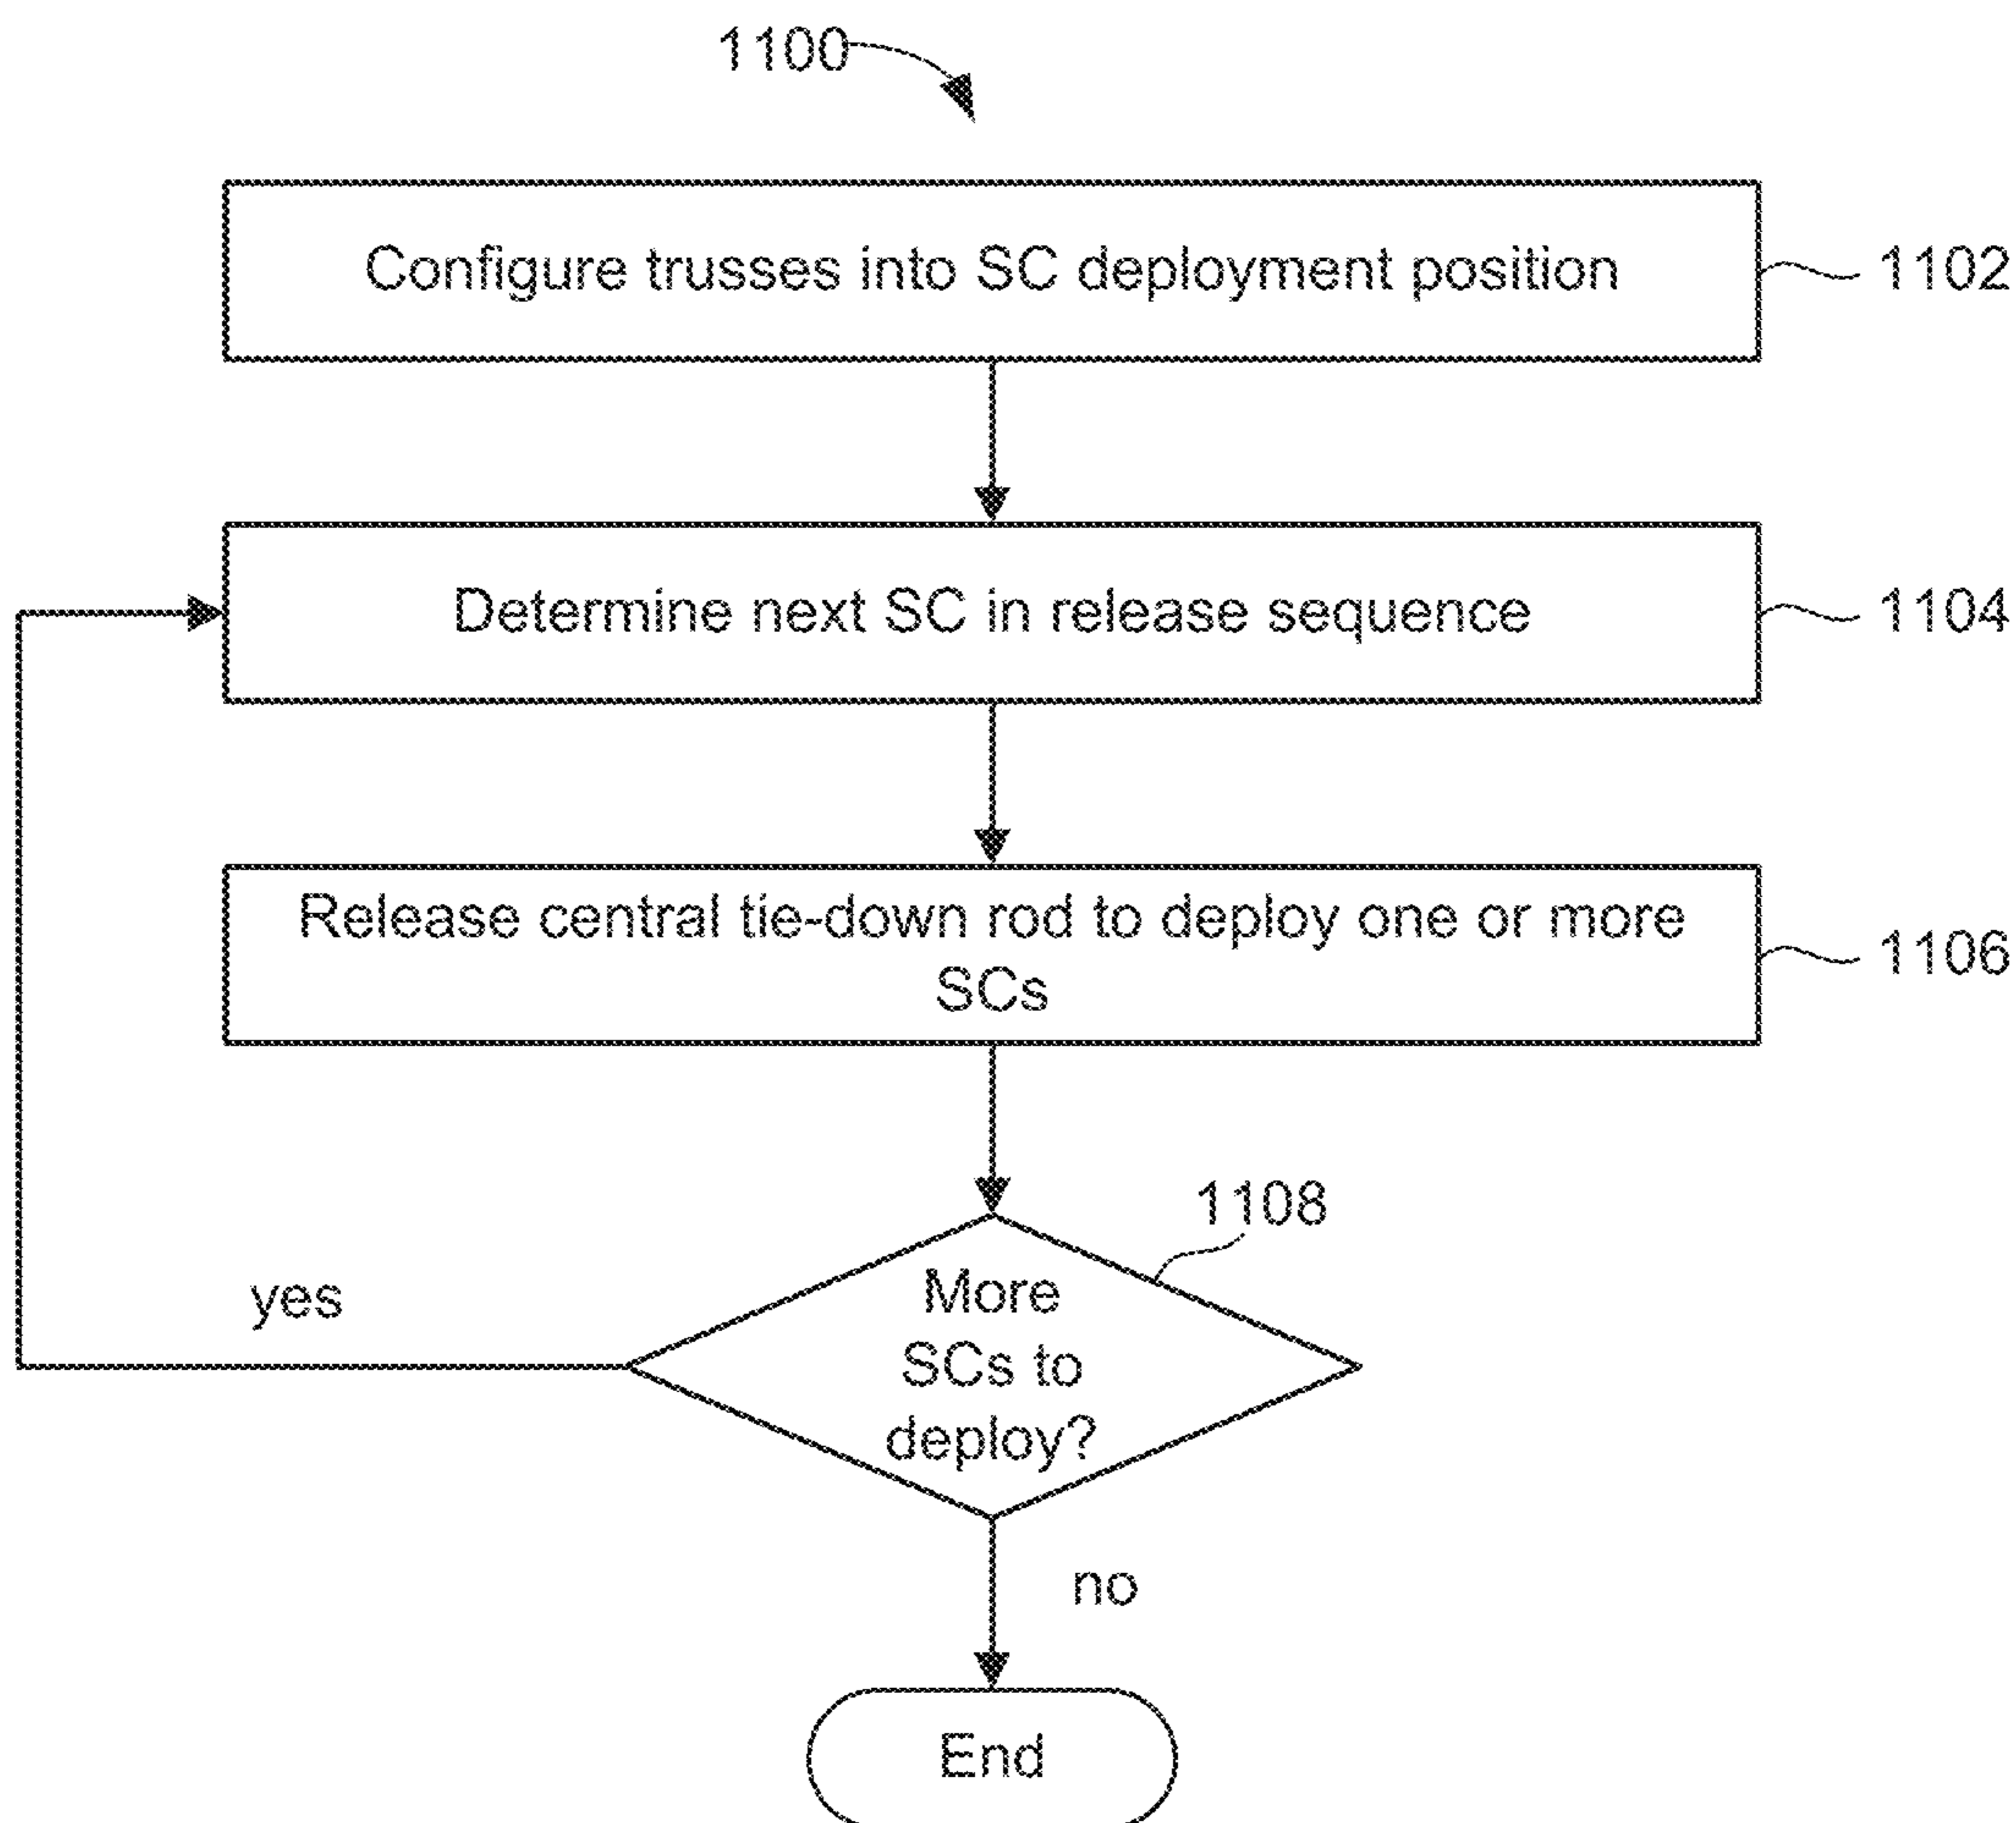 1100
Configure trusses into SC deployment position
1102
Determine next SC in release sequence
1104
Release central tie-down rod to deploy one or more
SCs
1106
1108
More
SCs to
deploy?
yes
no
End